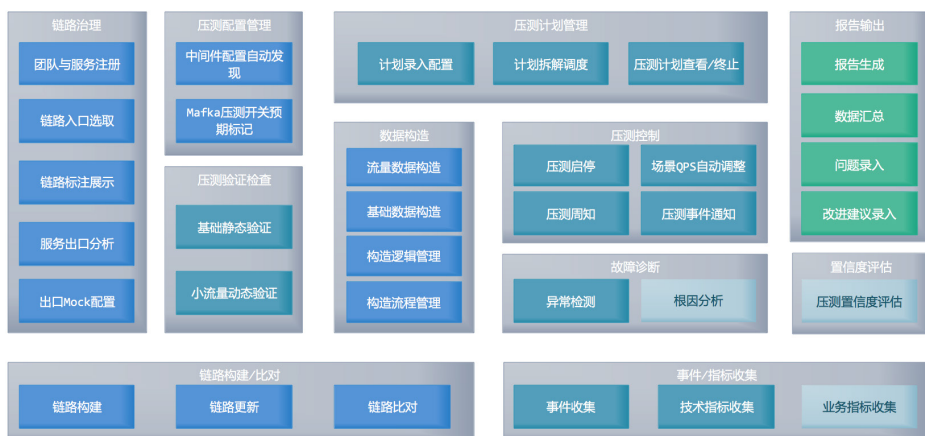 链路治理
团队与服务注册
链路入口选取
链路标注展示
服务出口分析
出口Mock配置
压测配置管理
中间件配置自动发
现
Mafka压测开关预
期标记
压测验证检查
基础静态验证
小流量动态验证
压测计划管理
计划录入配置
计划拆解调度
压测计划查看/终止
数据构造
流量数据构造
基础数据构造
构造逻辑管理
构造流程管理
压测控制
压测启停
场景QPS自动调整
压测周知
压测事件通知
故障诊断
异常检测
根因分析
报告输出
报告生成
数据汇总
问题录入
改进建议录入
置信度评估
压测置信度评估
链路构建/比对
链路构建
链路更新
链路比对
事件/指标收集
事件收集
技术指标收集
业务指标收集